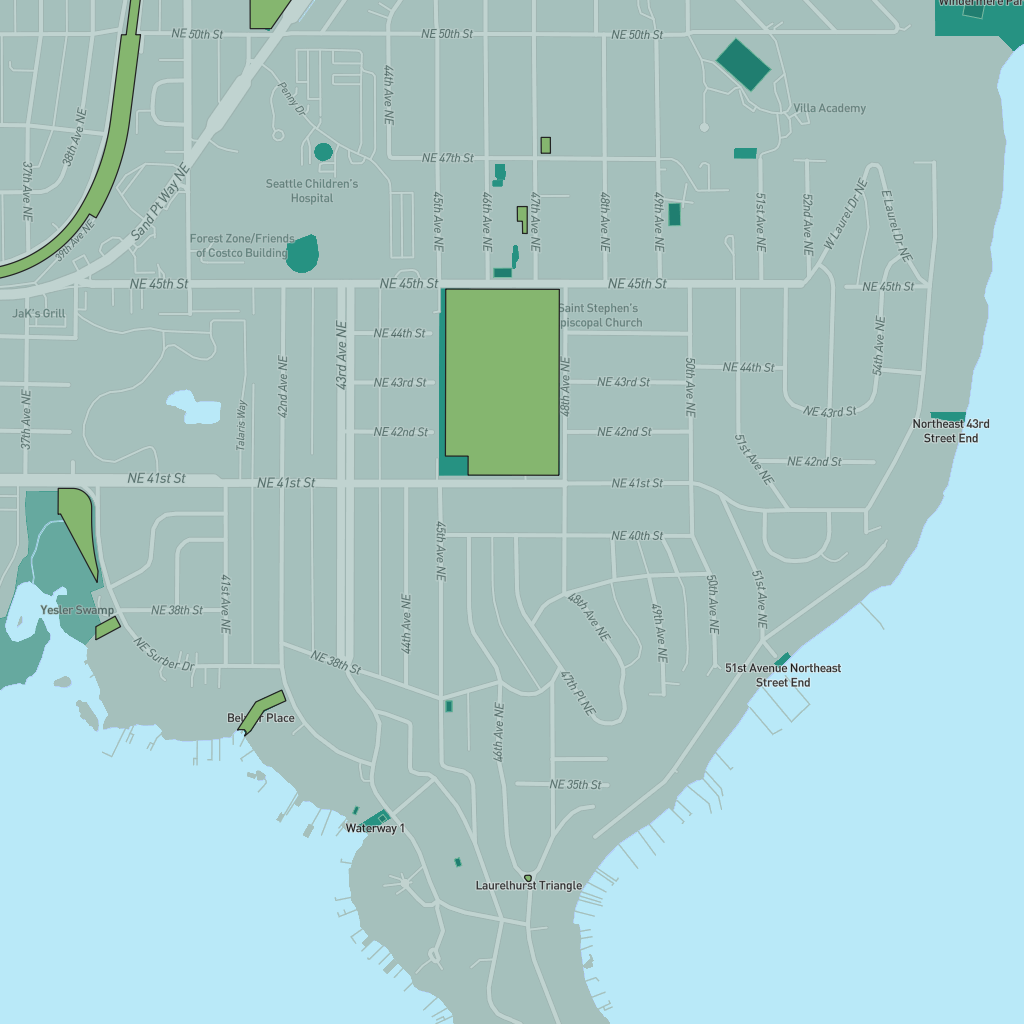 Windermere Par
NE 50th St
NE 50th St
NE 50th St
44th Ave NE
Penny Dr
38th Ave NE
37th Ave NE
Villa Academy
NE 47th St
Seattle Children's
Hospital
Sand Pt Way NE
39th Ave NE
45th Ave NE
46th Ave NE
47th Ave NE
48th Ave NE
49th Ave NE
51st Ave NE
52nd Ave NE
W Laurel Dr NE
E Laurel Dr NE
Forest Zone/Friends
of Costco Building
NE 45th St
NE 45th St
NE 45th St
NE 45th St
JaK's Grill
Saint Stephen's
piscopal Church
NE 44th St
43rd Ave NE
42nd Ave NE
54th Ave NE
NE 44th St
NE 43rd St
NE 43rd St
48th Ave NE
50th Ave NE
NE 43rd St
37th Ave NE
Talaris Way
NE 42nd St
NE 42nd St
51st Ave NE
NE 42nd St
Northeast 43rd
Street End
NE 41st St
NE 41st St
NE 41st St
45th Ave NE
NE 40th St
41st Ave NE
44th Ave NE
48th Ave NE
49th Ave NE
50th Ave NE
51st Ave NE
Yesler Swamp
NE 38th St
NE Surber Dr
NE 38th St
47th Pl NE
51st Avenue Northeast
Street End
46th Ave NE
Bel r Place
NE 35th St
Waterway 1
Laurelhurst Triangle